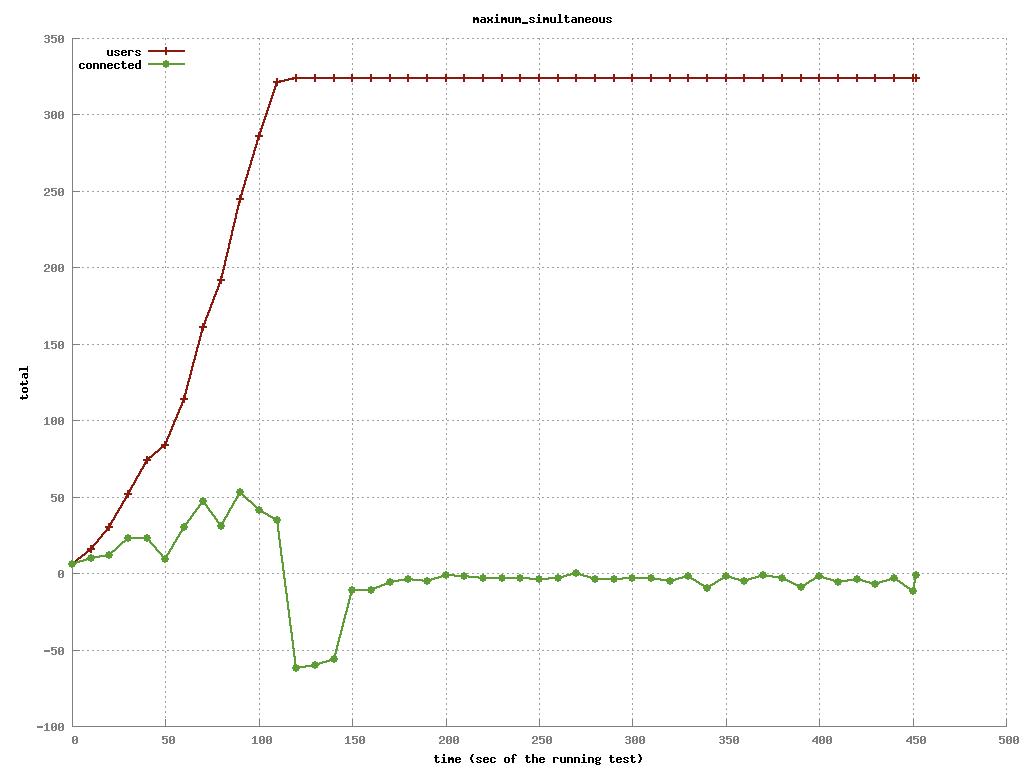 maximum_simultaneous
users
connected
350
300
250
200
150
100
50
0
-50
-100
total
0 50 100 150 200 250 300 350 400 450 500
time (sec of the running test)